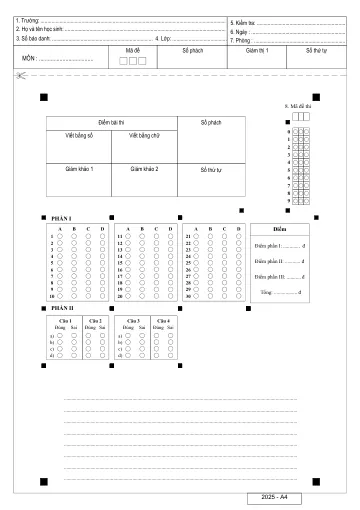 1. Trường:
2. Họ và tên học sinh:
3. Số báo danh: 4. Lớp:
5. Kiểm tra:
6. Ngày :
7. Phòng :
MÔN :
Mã đề
Số phách
Giám thị 1
Số thứ tự
8. Mã đề thi
Điểm bài thi
Số phách
Viết bằng số
Viết bằng chữ
Giám khảo 1
Giám khảo 2
Số thứ tự
0
1
2
3
4
5
6
7
8
9
PHẦN I
A B C D A B C D A B C D
1 11 21
2 12 22
3 13 23
4 14 24
5 15 25
6 16 26
7 17 27
8 18 28
9 19 29
10 20 30
Điểm
Điểm phần I: đ
Điểm phần II: đ
Điểm phần III: đ
Tổng: đ
PHẦN II
Câu 1 Câu 2 Câu 3 Câu 4
Đúng Sai Đúng Sai Đúng Sai Đúng Sai
a) a)
b) b)
c) c)
d) d)
2025 - A4